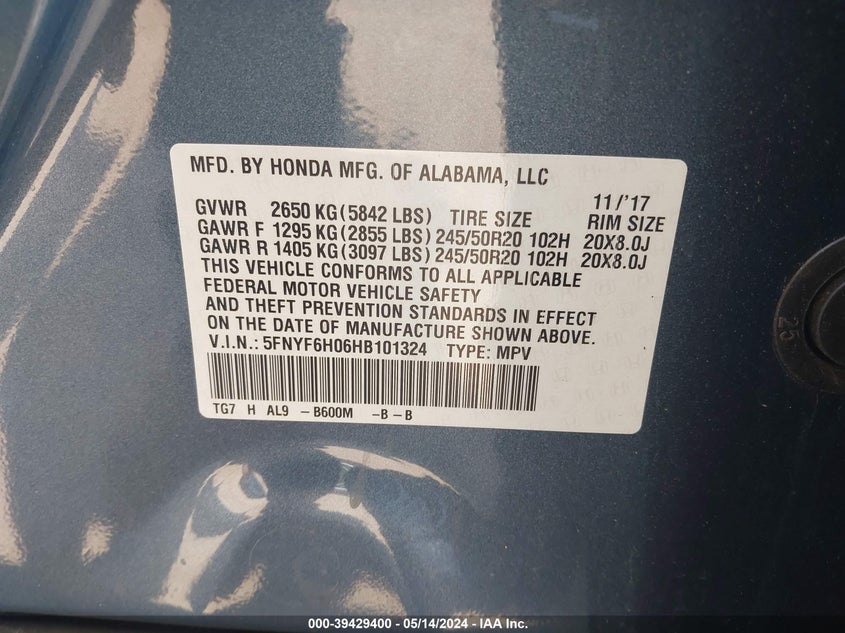 MFD. BY HONDA MFG. OF ALABAMA, LLC
11/'17
GVWR 2650 KG(5842 LBS) TIRE SIZE RIM SIZE
GAWR F 1295 KG(2855 LBS) 245/50R20 102H 20X8.0J
GAWR R 1405 KG(3097 LBS) 245/50R20 102H 20X8.0J
THIS VEHICLE CONFORMS TO ALL APPLICABLE
FEDERAL MOTOR VEHICLE SAFETY
AND THEFT PREVENTION STANDARDS IN EFFECT
ON THE DATE OF MANUFACTURE SHOWN ABOVE.
V.I.N.: 5FNYF6H06HB101324 TYPE: MPV
TG7 H AL9 -B600M -B-B
25
000-39429400 - 05/14/2024 - IAA Inc.